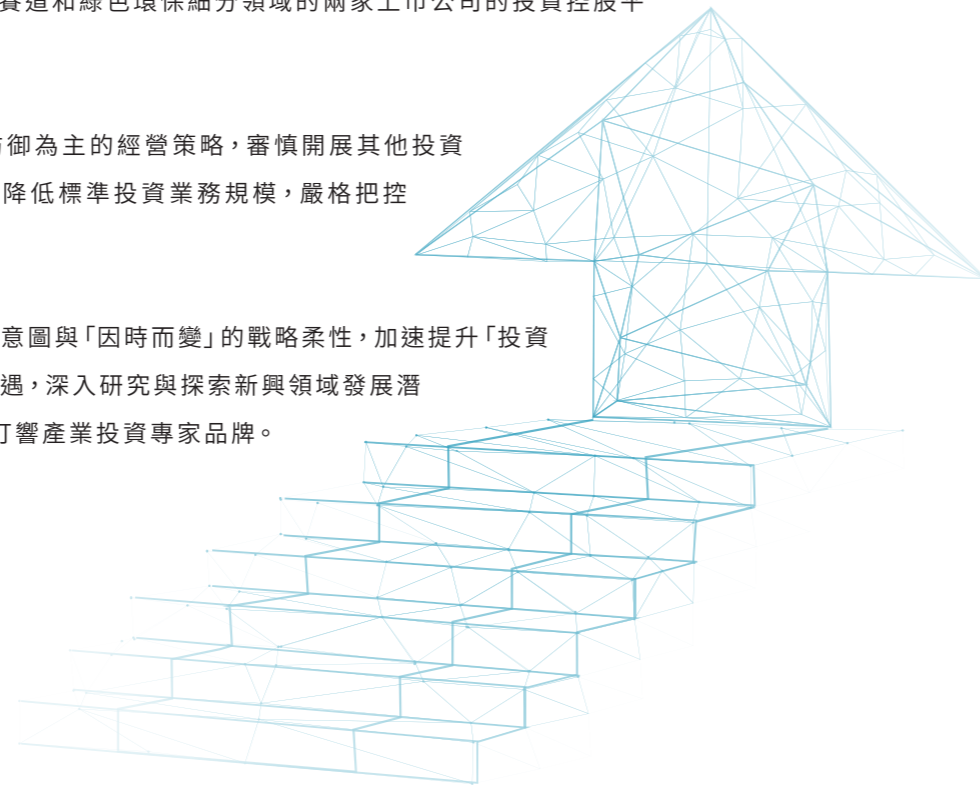 賽道和綠色環保細分領域的兩家上市公司的投資控股平
御為主的經營策略，審慎開展其他投資
降低標準投資業務規模，嚴格把控
意圖與「因時而變」的戰略柔性，加速提升「投資
遇，深入研究與探索新興領域發展潛
打響產業投資專家品牌。